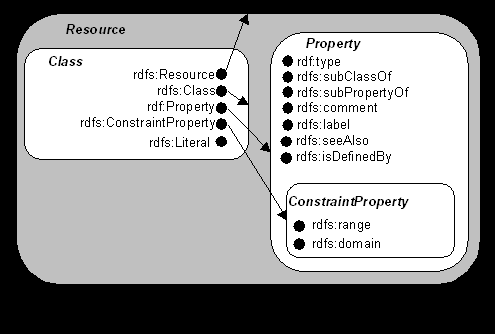 Resource
Class
rdfs:Resource
rdfs:Class
rdf:Property
rdfs:ConstraintProperty
rdfs:Literal
Property
rdf:type
rdfs:subClassOf
rdfs:subPropertyOf
rdfs:comment
rdfs:label
rdfs:seeAlso
rdfs:isDefinedBy
ConstraintProperty
rdfs:range
rdfs:domain